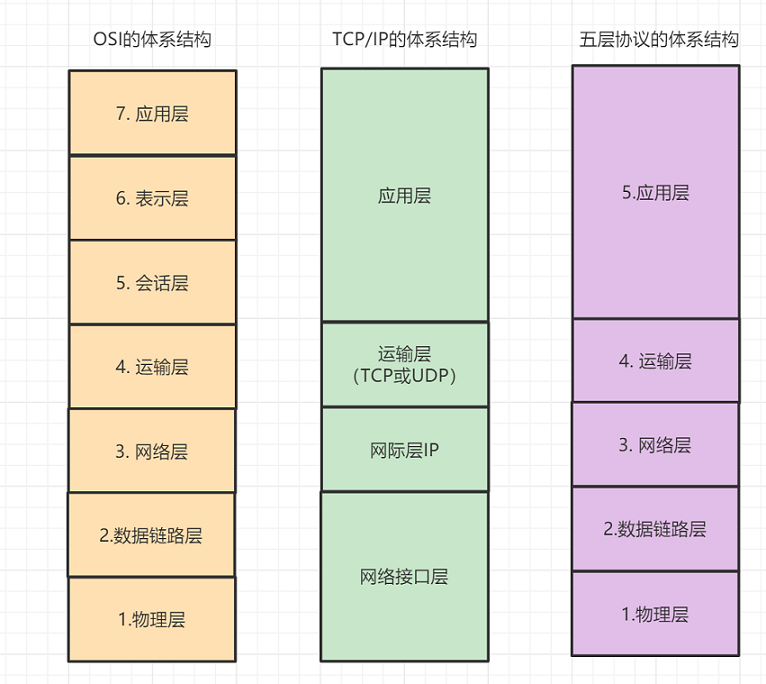 OSI的体系结构
7. 应用层
6. 表示层
5. 会话层
4. 运输层
3. 网络层
2.数据链路层
1.物理层
TCP/IP的体系结构
应用层
运输层
（TCP或UDP）
网际层IP
网络接口层
五层协议的体系结构
5.应用层
4. 运输层
3. 网络层
2.数据链路层
1.物理层